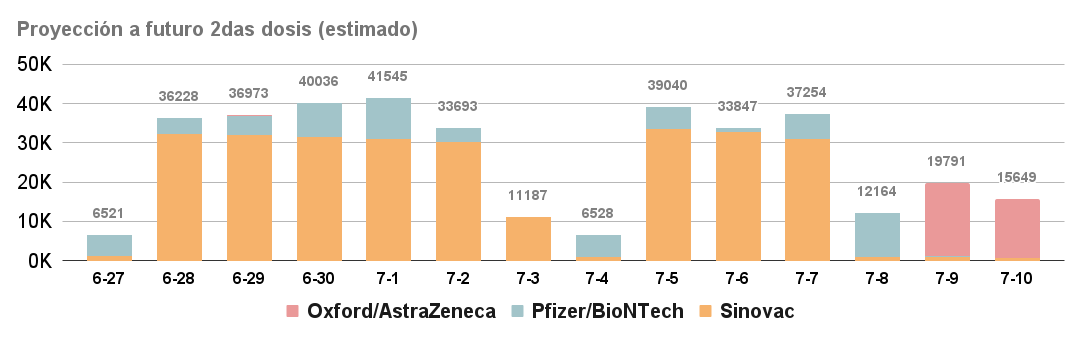 Proyección a futuro 2das dosis (estimado)
50K
40K
30K
20K
10K
0K
6521
36228
36973
40036
41545
33693
11187
6528
39040
33847
37254
12164
19791
15649
6-27 6-28 6-29 6-30 7-1 7-2 7-3 7-4 7-5 7-6 7-7 7-8 7-9 7-10
Oxford/AstraZeneca Pfizer/BioNTech Sinovac